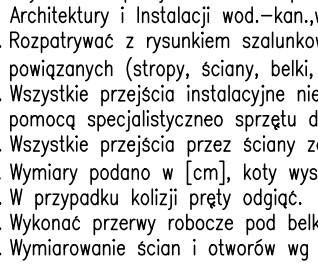 Architektury i Instalacji wod.–kan.,w
. Rozpatrywać z rysunkiem szalunkow
powiązanych (stropy, ściany, belki,
. Wszystkie przejścia instalacyjne nie
pomocą specjalistyczneo sprzętu d
. Wszystkie przejścia przez ściany z
. Wymiary podano w [cm], koty wys
. W przypadku kolizji pręty odgiąć.
. Wykonać przerwy robocze pod belk
. Wymiarowanie ścian i otworów wg